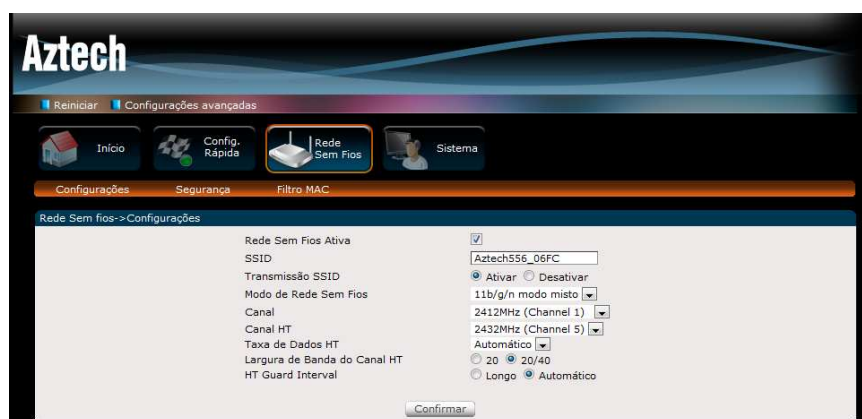 Aztech
Reiniciar Configurações avançadas
Início
Config. Rápida
Rede Sem Fios
Sistema
Configurações Segurança Filtro MAC
Rede Sem fios->Configurações
Rede Sem Fios Ativa
SSID Aztech556_06FC
Transmissão SSID Ativar Desativar
Modo de Rede Sem Fios 11b/g/n modo misto
Canal 2412MHz (Channel 1)
Canal HT 2432MHz (Channel 5)
Taxa de Dados HT Automático
Largura de Banda do Canal HT 20 20/40
HT Guard Interval Longo Automático
Confirmar